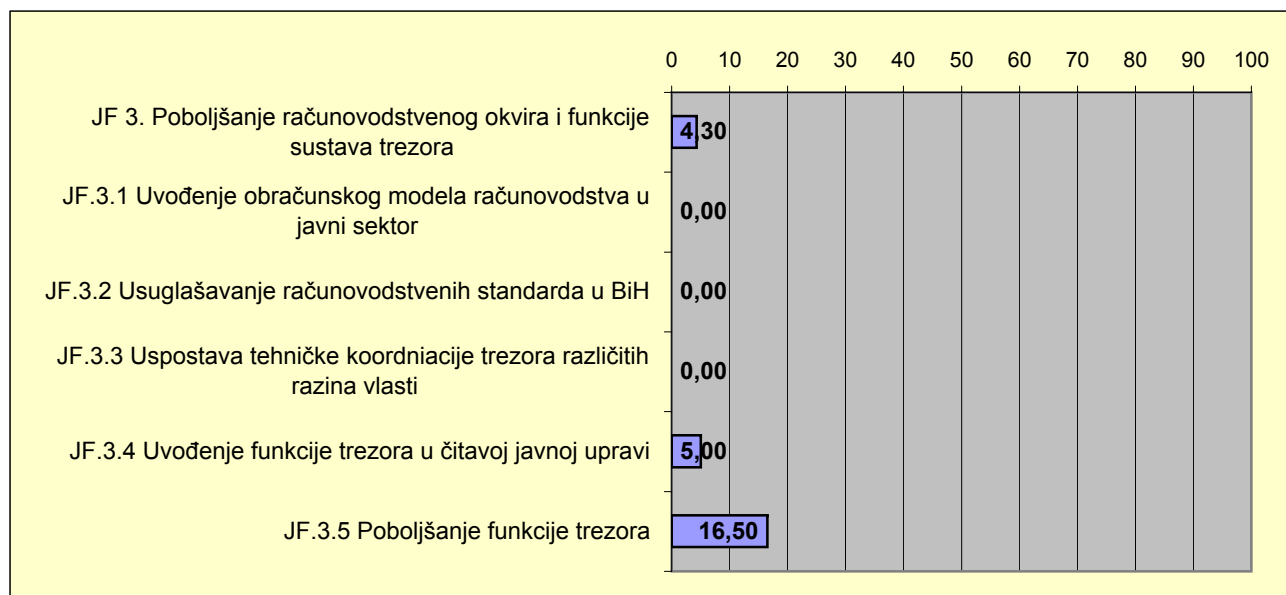 0 10 20 30 40 50 60 70 80 90 100
JF 3. Poboljšanje računovodstvenog okvira i funkcije
sustava trezora
4,30
JF.3.1 Uvođenje obračunskog modela računovodstva u
javni sektor
0,00
JF.3.2 Usuglašavanje računovodstvenih standarda u BiH
0,00
JF.3.3 Uspostava tehničke koordniacije trezora različitih
razina vlasti
0,00
JF.3.4 Uvođenje funkcije trezora u čitavoj javnoj upravi
5,00
JF.3.5 Poboljšanje funkcije trezora
16,50